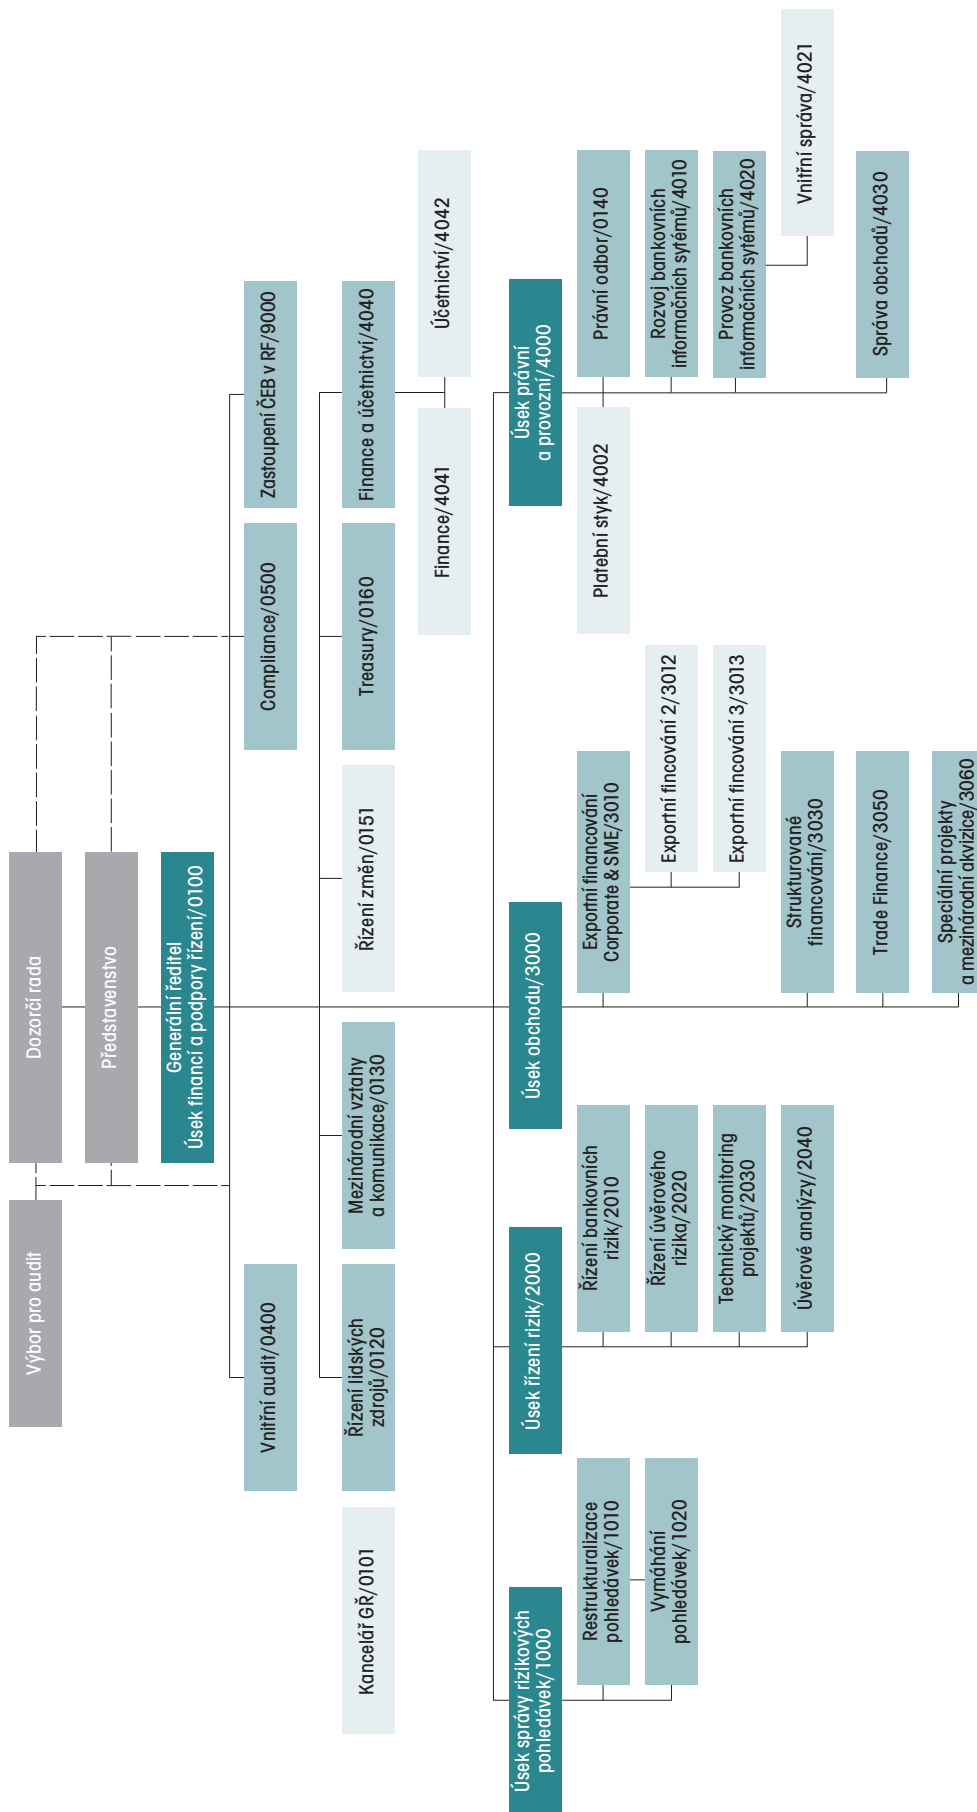 Výbor pro audit
Dozorčí rada
Představenstvo
Generální ředitel
Úsek financí a podpory řízení/0100
Vnitřní audit/0400
Compliance/0500
Zastoupení ČEB v RF/9000
Kancelář GŘ/0101
Řízení lidských
zdrojů/0120
Mezinárodní vztahy
a komunikace/0130
Řízení změn/0151
Treasury/0160
Finance a účetnictví/4040
Finance/4041
Účetnictví/4042
Úsek správy rizikových
pohledávek/1000
Úsek řízení rizik/2000
Úsek obchodu/3000
Úsek právní
a provozní/4000
Restrukturalizace
pohledávek/1010
Vymáhání
pohledávek/1020
Řízení bankovních
rizik/2010
Řízení úvěrového
rizika/2020
Technický monitoring
projektů/2030
Úvěrové analýzy/2040
Exportní financování
Corporate & SME/3010
Exportní fincování 2/3012
Exportní fincování 3/3013
Strukturované
financování/3030
Trade Finance/3050
Speciální projekty
a mezinárodní akvizice/3060
Platební styk/4002
Právní odbor/0140
Rozvoj bankovních
informačních sytémů/4010
Provoz bankovních
informačních sytémů/4020
Vnitřní správa/4021
Správa obchodů/4030